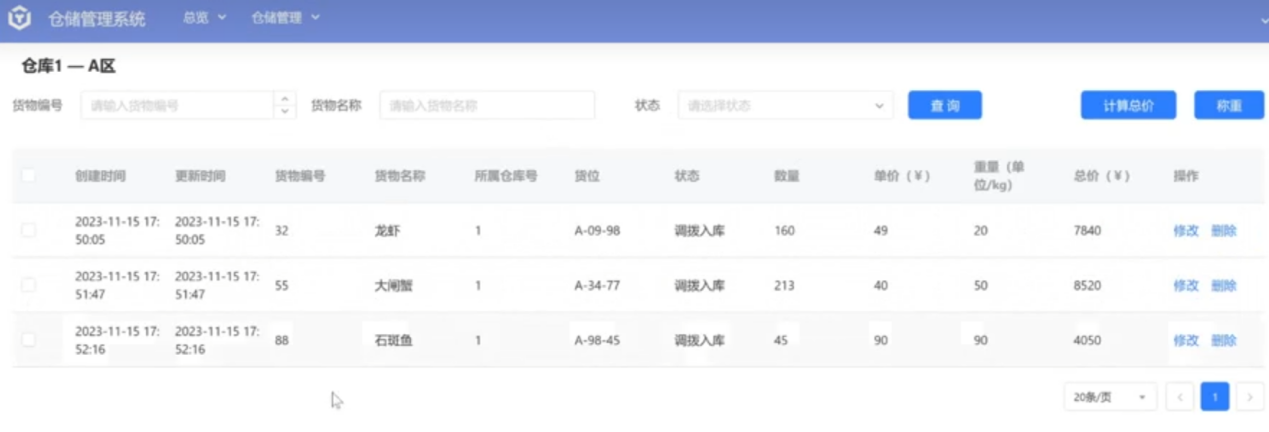 仓储管理系统 总览 仓储管理
仓库1 — A区
货物编号 请输入货物编号 货物名称 请输入货物名称 状态 请选择状态 查询 计算总价 称重
创建时间 更新时间 货物编号 货物名称 所属仓库号 货位 状态 数量 单价（¥） 重量（单位/kg） 总价（¥） 操作
2023-11-15 17:50:05 2023-11-15 17:50:05 32 龙虾 1 A-09-98 调拨入库 160 49 20 7840 修改 删除
2023-11-15 17:51:47 2023-11-15 17:51:47 55 大闸蟹 1 A-34-77 调拨入库 213 40 50 8520 修改 删除
2023-11-15 17:52:16 2023-11-15 17:52:16 88 石斑鱼 1 A-98-45 调拨入库 45 90 90 4050 修改 删除
20条/页 1